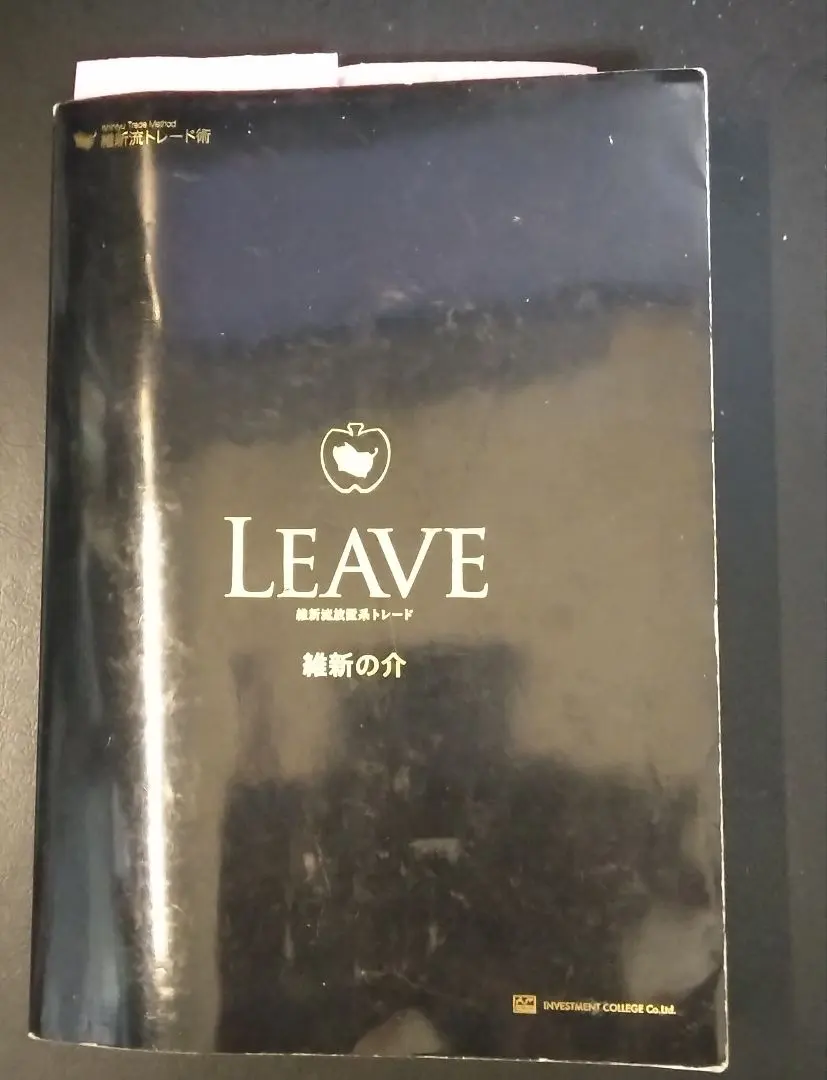 Ishinryu Trade Method
維新流トレード術
LEAVE
維新流放置系トレード
維新の介
INVESTMENT COLLEGE Co.,Ltd.